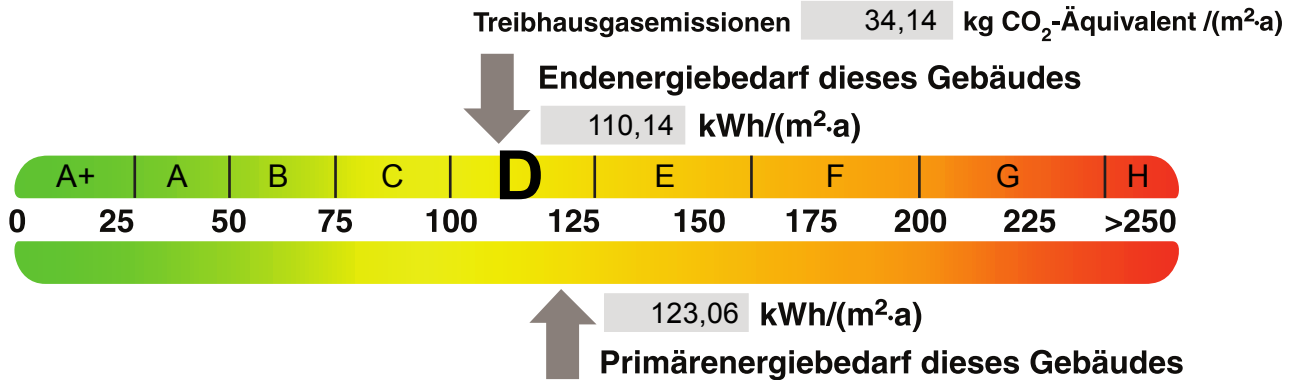 Treibhausgasemissionen 34,14 kg CO₂-Äquivalent /(m²·a)
Endenergiebedarf dieses Gebäudes
110,14 kWh/(m²·a)
A+ A B C D E F G H
0 25 50 75 100 125 150 175 200 225 >250
123,06 kWh/(m²·a)
Primärenergiebedarf dieses Gebäudes